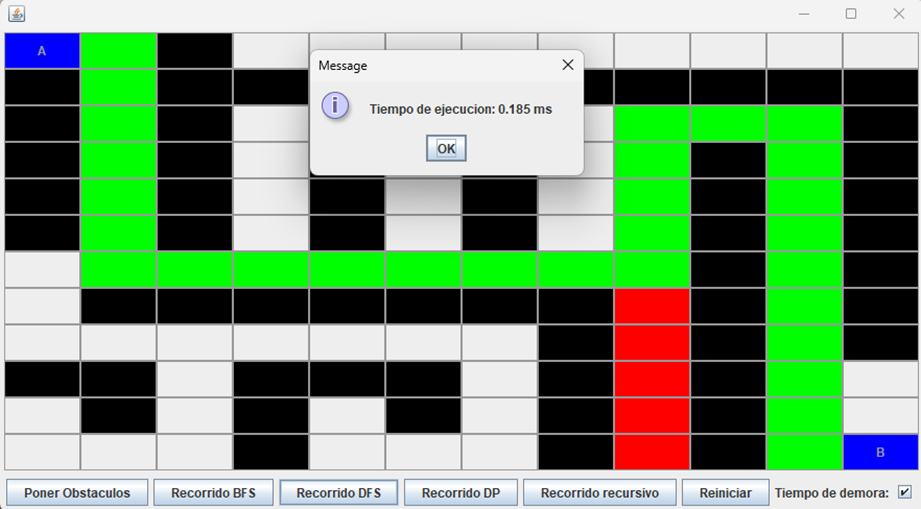 A
Message
Tiempo de ejecucion: 0.185 ms
OK
B
Poner Obstaculos Recorrido BFS Recorrido DFS Recorrido DP Recorrido recursivo Reiniciar Tiempo de demora: